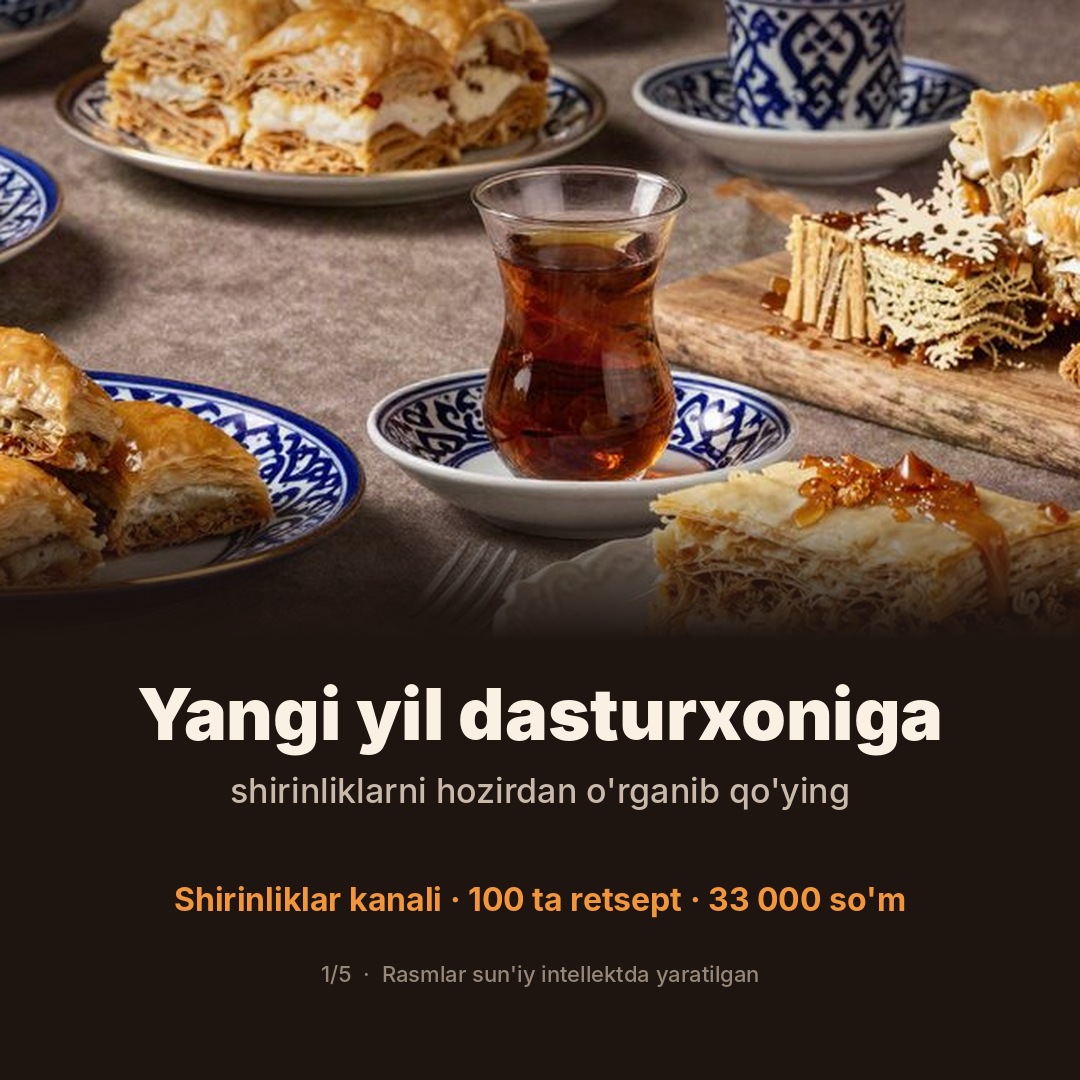 Yangi yil dasturxoniga
shirinliklarni hozirdan o'rganib qo'ying
Shirinliklar kanali · 100 ta retsept · 33 000 so'm
1/5 · Rasmlar sun'iy intellektda yaratilgan